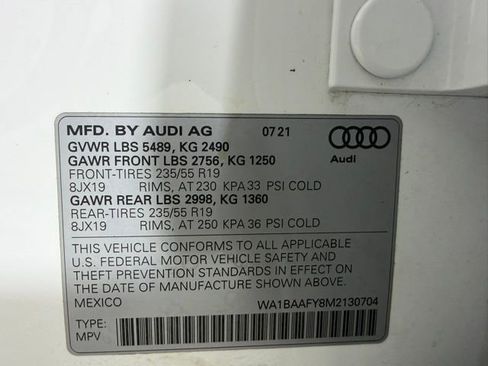 MFD. BY AUDI AG 07 21
GVWR LBS 5489, KG 2490
GAWR FRONT LBS 2756, KG 1250
FRONT-TIRES 235/55 R19
8JX19 RIMS, AT 230 KPA 33 PSI COLD
GAWR REAR LBS 2998, KG 1360
REAR-TIRES 235/55 R19
8JX19 RIMS, AT 250 KPA 36 PSI COLD
Audi
THIS VEHICLE CONFORMS TO ALL APPLICABLE
U.S. FEDERAL MOTOR VEHICLE SAFETY AND
THEFT PREVENTION STANDARDS IN EFFECT ON
THE DATE OF MANUFACTURE SHOWN ABOVE.
MEXICO WA1BAAFY8M2130704
TYPE:
MPV